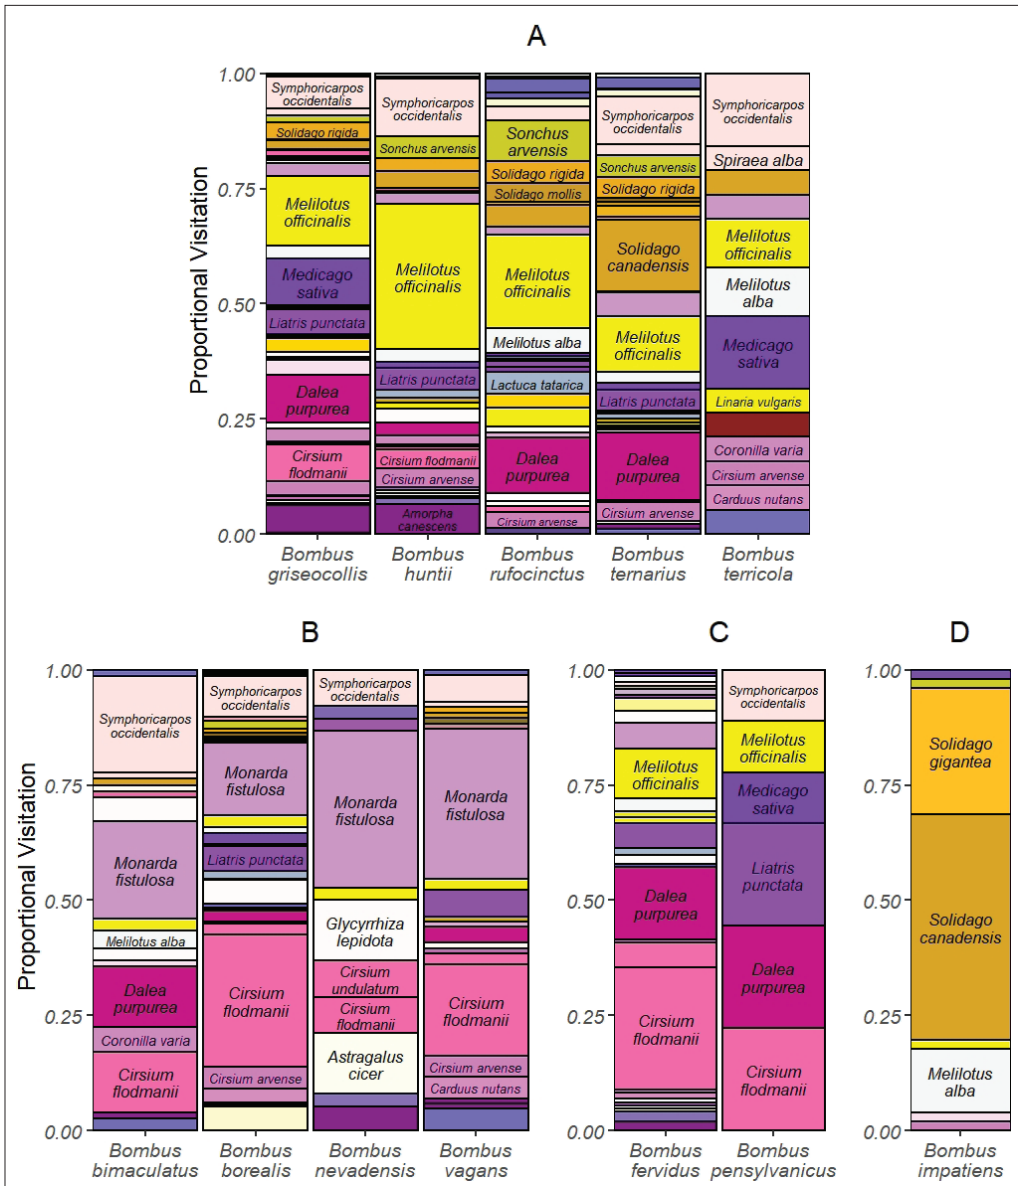 A
Proportional Visitation
1.00
0.75
0.50
0.25
0.00
Symphoricarpos
occidentalis
Solidago rigida
Melilotus
officinalis
Medicago
sativa
Liatris punctata
Dalea
purpurea
Cirsium
flodmanii
Symphoricarpos
occidentalis
Sonchus arvensis
Melilotus
officinalis
Liatris punctata
Cirsium flodmanii
Cirsium arvense
Amorpha
canescens
Sonchus
arvensis
Solidago rigida
Solidago mollis
Melilotus
officinalis
Melilotus alba
Lactuca tatarica
Dalea
purpurea
Cirsium arvense
Symphoricarpos
occidentalis
Sonchus arvensis
Solidago rigida
Solidago
canadensis
Melilotus
officinalis
Liatris punctata
Dalea
purpurea
Cirsium arvense
Symphoricarpos
occidentalis
Spiraea alba
Melilotus
officinalis
Melilotus
alba
Medicago
sativa
Linaria vulgaris
Coronilla varia
Cirsium arvense
Carduus nutans
Bombus
griseocollis
Bombus
huntii
Bombus
rufocinctus
Bombus
ternarius
Bombus
terricola
B
Proportional Visitation
1.00
0.75
0.50
0.25
0.00
Symphoricarpos
occidentalis
Monarda
fistulosa
Melilotus alba
Dalea
purpurea
Coronilla varia
Cirsium
flodmanii
Symphoricarpos
occidentalis
Monarda
fistulosa
Liatris punctata
Cirsium
flodmanii
Cirsium arvense
Symphoricarpos
occidentalis
Monarda
fistulosa
Glycyrrhiza
lepidota
Cirsium
undulatum
Cirsium
flodmanii
Astragalus
cicer
Monarda
fistulosa
Cirsium
flodmanii
Cirsium arvense
Carduus nutans
Bombus
bimaculatus
Bombus
borealis
Bombus
nevadensis
Bombus
vagans
C
1.00
0.75
0.50
0.25
0.00
Melilotus
officinalis
Dalea
purpurea
Cirsium
flodmanii
Symphoricarpos
occidentalis
Melilotus
officinalis
Medicago
sativa
Liatris
punctata
Dalea
purpurea
Cirsium
flodmanii
Bombus
fervidus
Bombus
pensylvanicus
D
1.00
0.75
0.50
0.25
0.00
Solidago
gigantea
Solidago
canadensis
Melilotus
alba
Bombus
impatiens